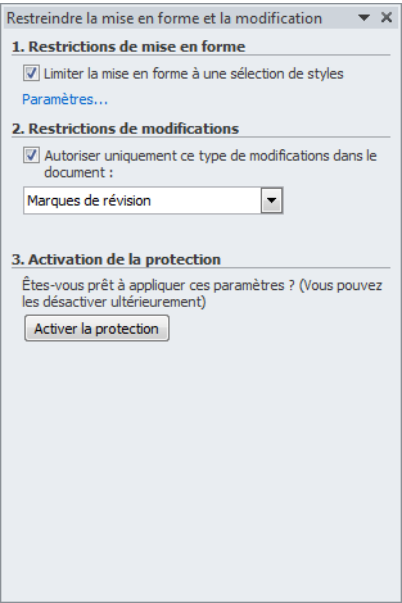 Restreindre la mise en forme et la modification
1. Restrictions de mise en forme
Limiter la mise en forme à une sélection de styles
Paramètres...
2. Restrictions de modifications
Autoriser uniquement ce type de modifications dans le
document :
Marques de révision
3. Activation de la protection
Êtes-vous prêt à appliquer ces paramètres ? (Vous pouvez
les désactiver ultérieurement)
Activer la protection